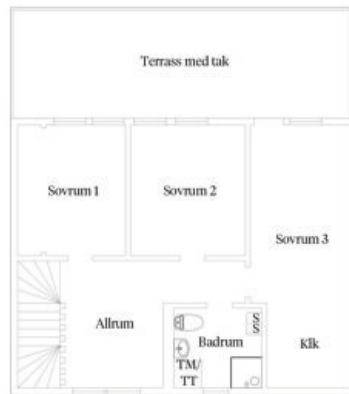 Terrass med tak
Sovrum 1
Sovrum 2
Sovrum 3
Allrum
Badrum
S
S
TM/
TT
Klk